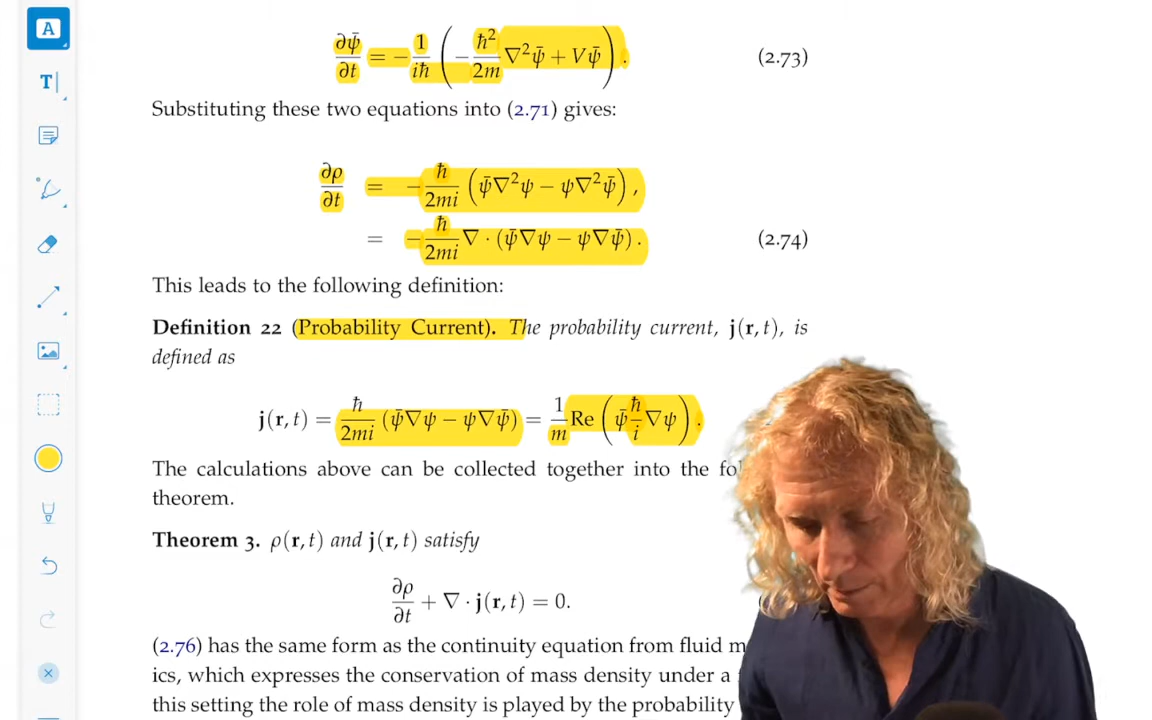 A
∂ψ̄/∂t = −1/iħ (−ħ²/2m ∇²ψ̄ + Vψ̄). (2.73)
T|
Substituting these two equations into (2.71) gives:
∂ρ/∂t = −ħ/2mi (ψ̄∇²ψ − ψ∇²ψ̄),
= −ħ/2mi ∇ · (ψ̄∇ψ − ψ∇ψ̄). (2.74)
This leads to the following definition:
Definition 22 (Probability Current). The probability current, j(r, t), is
defined as
j(r, t) = ħ/2mi (ψ̄∇ψ − ψ∇ψ̄) = 1/m Re (ψ̄ ħ/i ∇ψ).
The calculations above can be collected together into the
theorem.
Theorem 3. ρ(r, t) and j(r, t) satisfy
∂ρ/∂t + ∇ · j(r, t) = 0.
(2.76) has the same form as the continuity equation from fluid
ics, which expresses the conservation of mass density under a
this setting the role of mass density is played by the probability